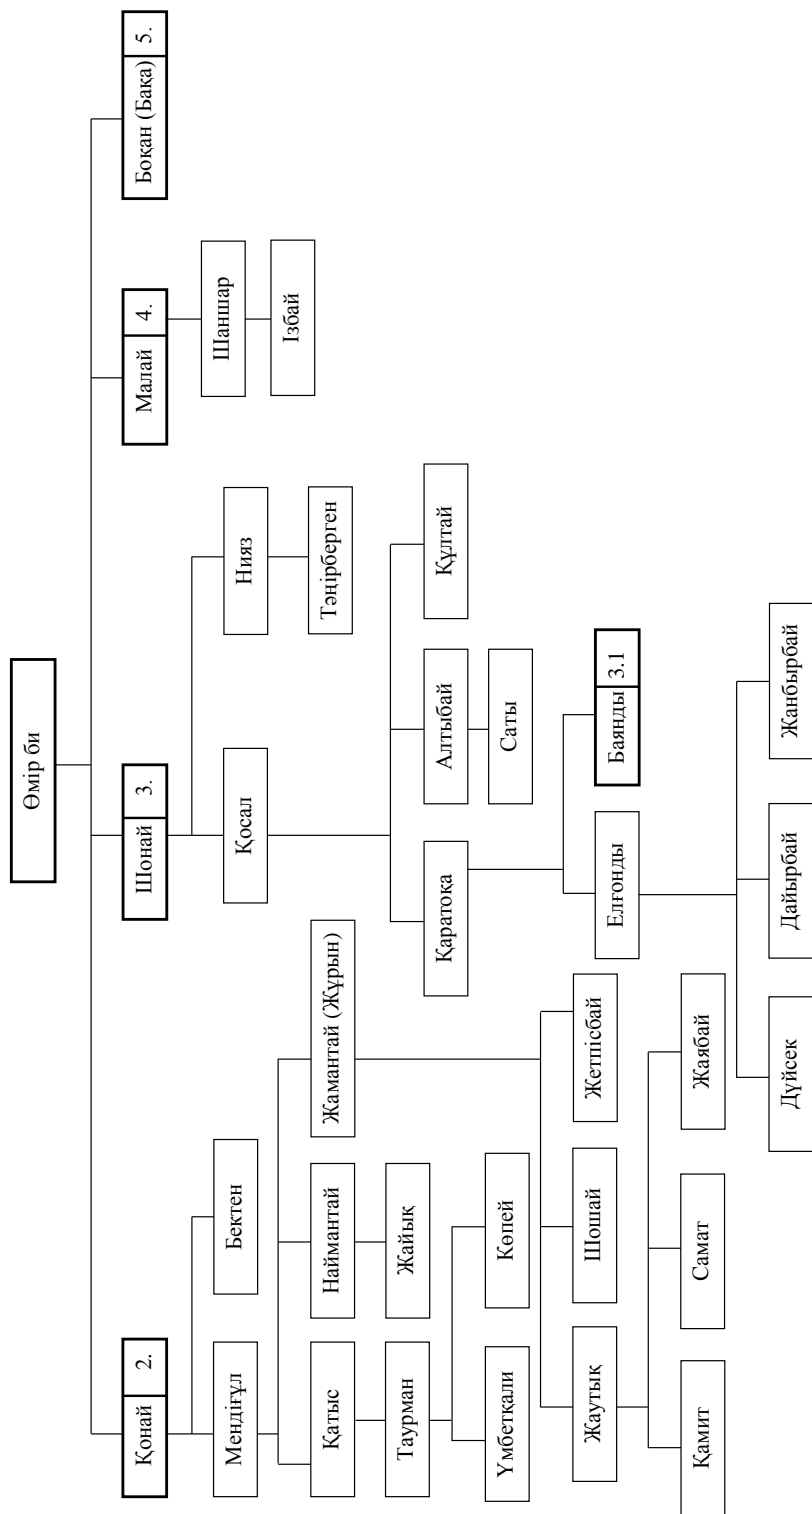 Өмір би
Қонай 2.
Шонай 3.
Малай 4.
Боқан (Бақа) 5.
Мендіғұл
Бектен
Қосал
Нияз
Шаншар
Қатыс
Наймантай
Жамантай (Жұрын)
Тәңірберген
Ізбай
Таурман
Жайық
Қаратоқа
Алтыбай
Құлтай
Үмбетқали
Көпей
Саты
Жаутық
Шошай
Жетпісбай
Елғонды
Баянды 3.1
Қамит
Самат
Жаябай
Дүйсек
Дайырбай
Жанбырбай